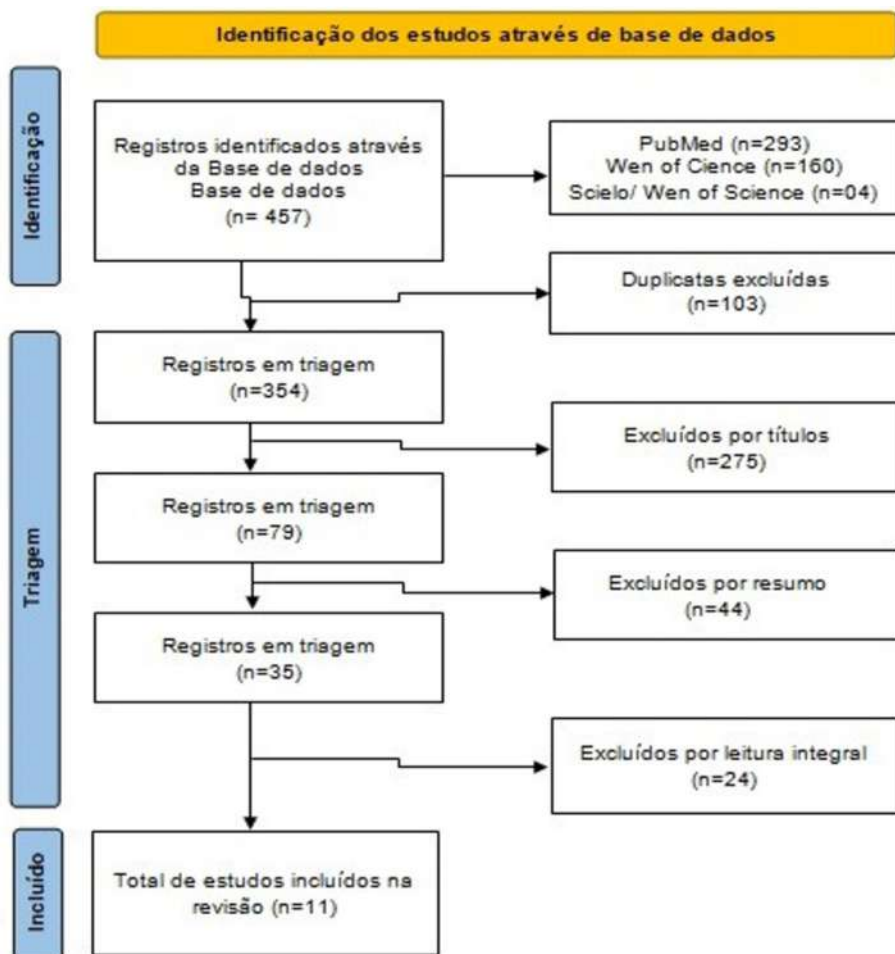 Identificação dos estudos através de base de dados
Identificação
Registros identificados através
da Base de dados
Base de dados
(n= 457)
PubMed (n=293)
Wen of Cience (n=160)
Scielo/ Wen of Science (n=04)
Duplicatas excluídas
(n=103)
Triagem
Registros em triagem
(n=354)
Excluídos por títulos
(n=275)
Registros em triagem
(n=79)
Excluídos por resumo
(n=44)
Registros em triagem
(n=35)
Excluídos por leitura integral
(n=24)
Incluído
Total de estudos incluídos na
revisão (n=11)